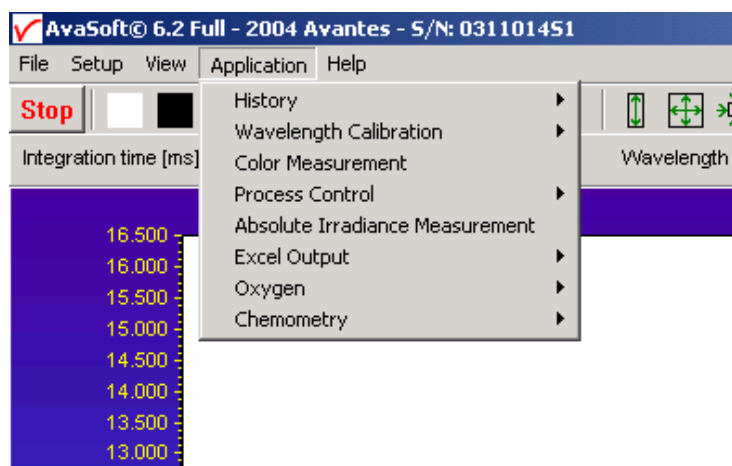 AvaSoft© 6.2 Full - 2004 Avantes - S/N: 0311014S1
File Setup View Application Help
Stop
History
Wavelength Calibration
Integration time [ms]
Wavelength
Color Measurement
Process Control
Absolute Irradiance Measurement
Excel Output
Oxygen
Chemometry
16.500
16.000
15.500
15.000
14.500
14.000
13.500
13.000